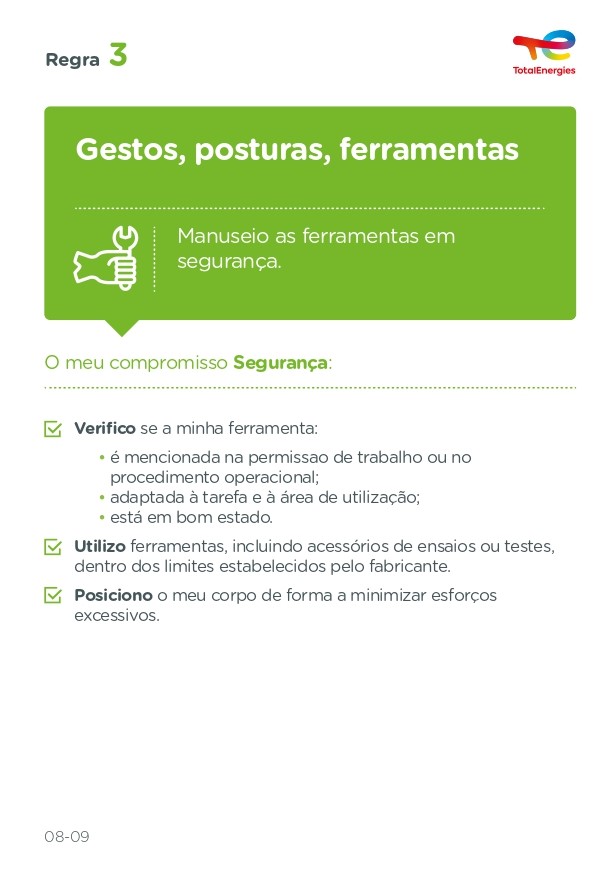 Regra 3
TotalEnergies
Gestos, posturas, ferramentas
Manuseio as ferramentas em
segurança.
O meu compromisso Segurança:
Verifico se a minha ferramenta:
• é mencionada na permissao de trabalho ou no
procedimento operacional;
• adaptada à tarefa e à área de utilização;
• está em bom estado.
Utilizo ferramentas, incluindo acessórios de ensaios ou testes,
dentro dos limites estabelecidos pelo fabricante.
Posiciono o meu corpo de forma a minimizar esforços
excessivos.
08-09